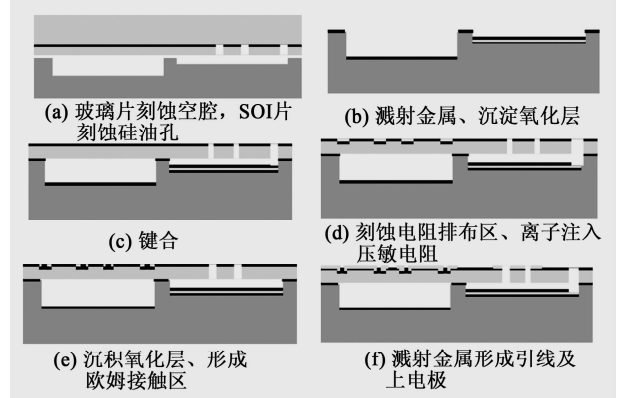 (a) 玻璃片刻蚀空腔，SOI片
刻蚀硅油孔
(b) 溅射金属、沉淀氧化层
(c) 键合
(d) 刻蚀电阻排布区、离子注入
压敏电阻
(e) 沉积氧化层、形成
欧姆接触区
(f) 溅射金属形成引线及
上电极